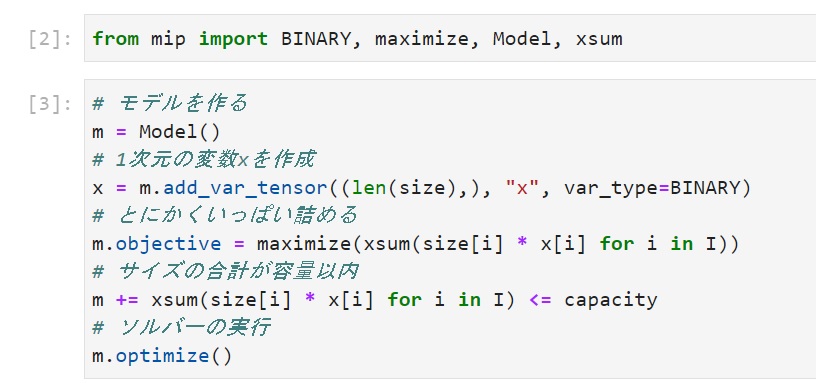 [2]: from mip import BINARY, maximize, Model, xsum
[3]: # モデルを作る
m = Model()
# 1次元の変数xを作成
x = m.add_var_tensor((len(size),), "x", var_type=BINARY)
# とにかくいっぱい詰める
m.objective = maximize(xsum(size[i] * x[i] for i in I))
# サイズの合計が容量以内
m += xsum(size[i] * x[i] for i in I) <= capacity
# ソルバーの実行
m.optimize()